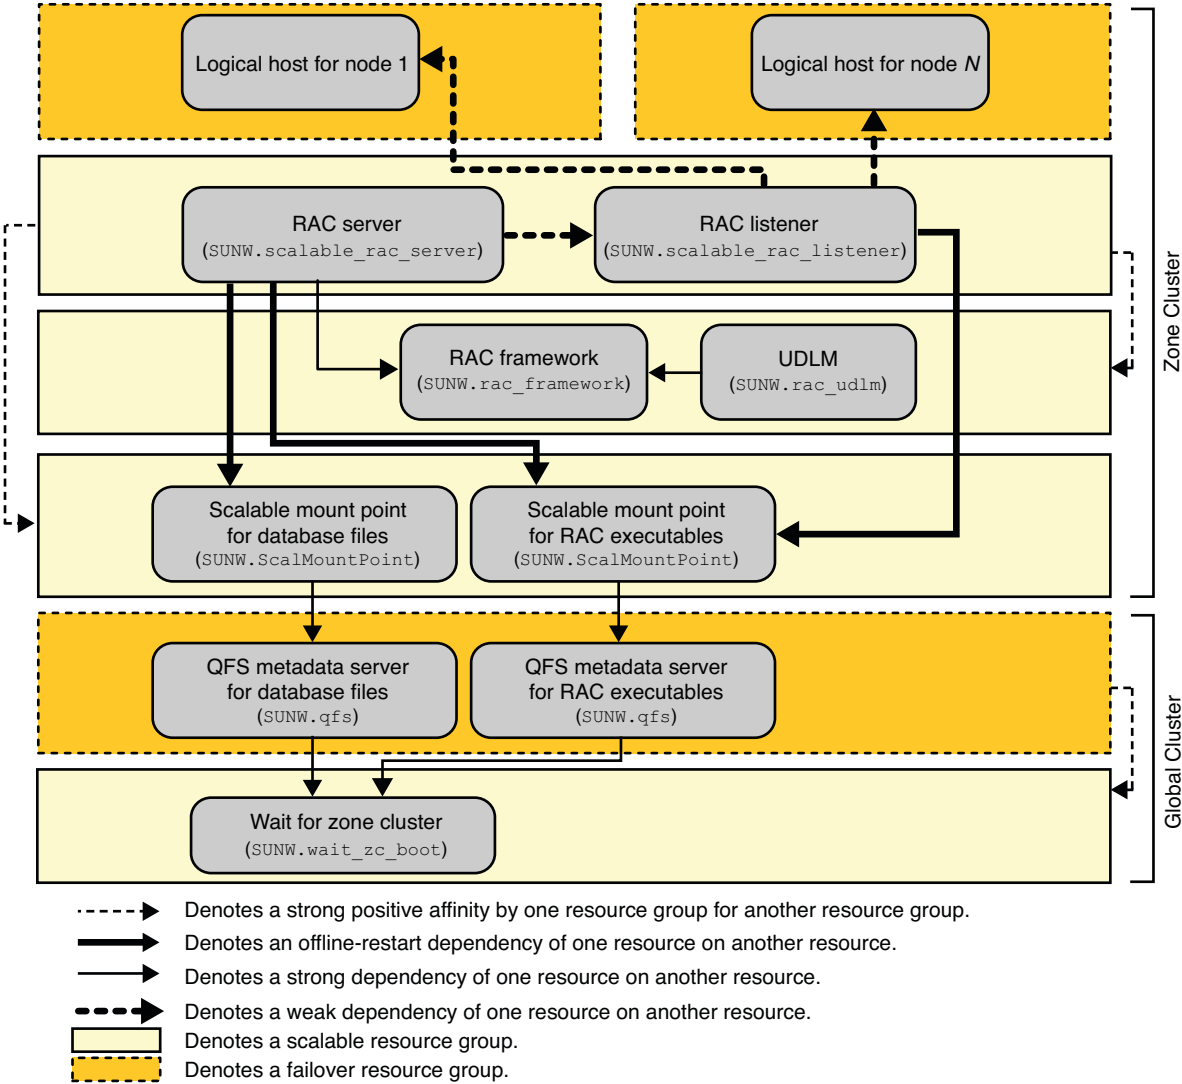 Logical host for node 1
Logical host for node N
RAC server
(SUNW.scalable_rac_server)
RAC listener
(SUNW.scalable_rac_listener)
Zone Cluster
RAC framework
(SUNW.rac_framework)
UDLM
(SUNW.rac_udlm)
Scalable mount point
for database files
(SUNW.ScalMountPoint)
Scalable mount point
for RAC executables
(SUNW.ScalMountPoint)
QFS metadata server
for database files
(SUNW.qfs)
QFS metadata server
for RAC executables
(SUNW.qfs)
Global Cluster
Wait for zone cluster
(SUNW.wait_zc_boot)
Denotes a strong positive affinity by one resource group for another resource group.
Denotes an offline-restart dependency of one resource on another resource.
Denotes a strong dependency of one resource on another resource.
Denotes a weak dependency of one resource on another resource.
Denotes a scalable resource group.
Denotes a failover resource group.